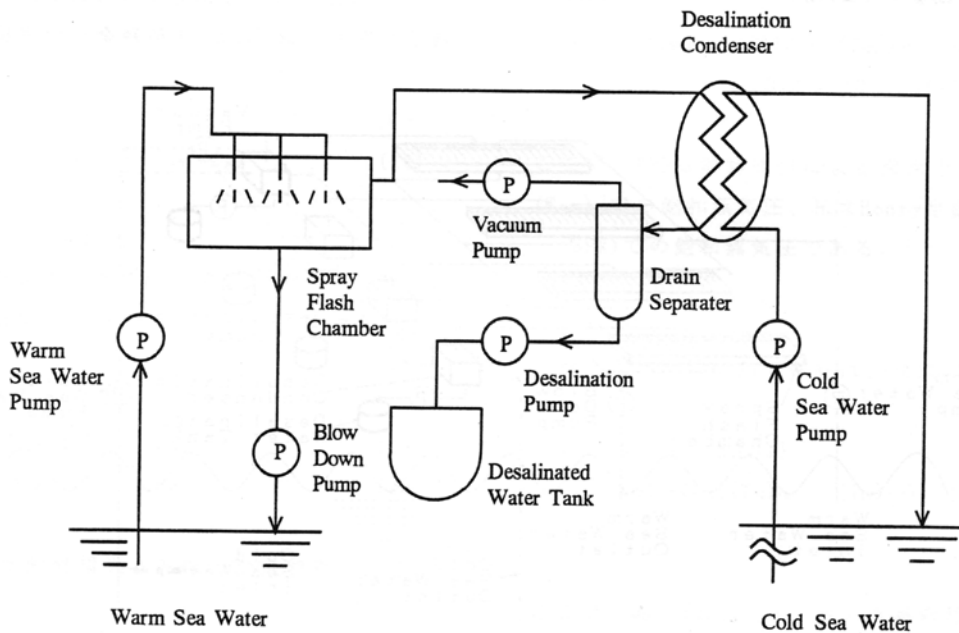 Desalination
Condenser
P
Vacuum
Pump
Spray
Flash
Chamber
Drain
Separater
P
Warm
Sea Water
Pump
P
Desalination
Pump
P
Cold
Sea Water
Pump
P
Blow
Down
Pump
Desalinated
Water Tank
Warm Sea Water
Cold Sea Water